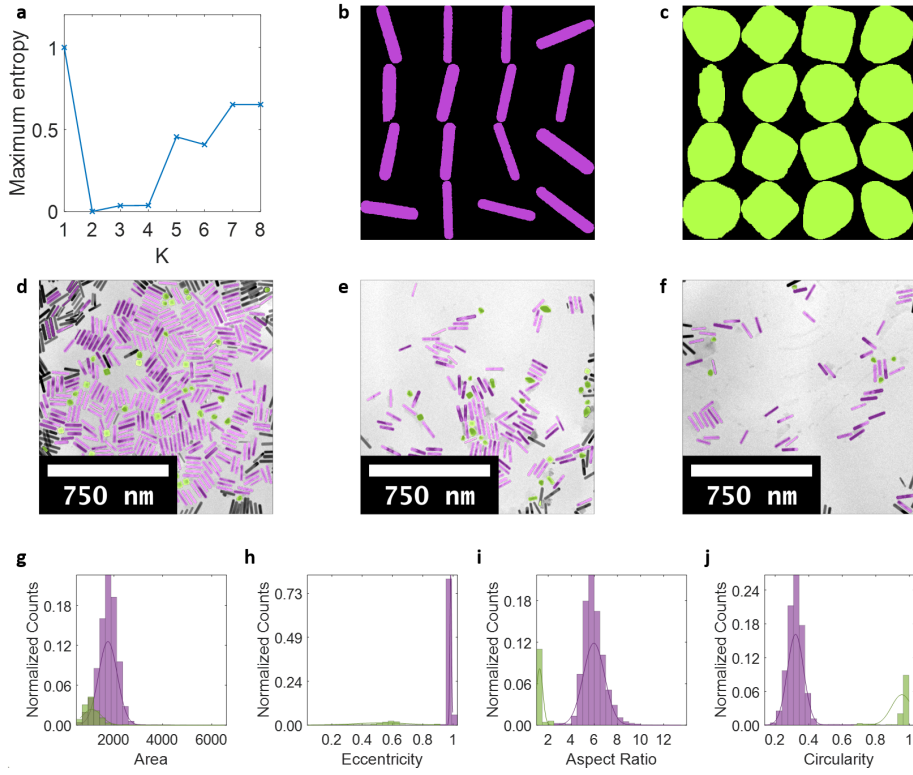 a
b
c
Maximum entropy
1
0.5
0
1 2 3 4 5 6 7 8
K
d
e
f
750 nm
750 nm
750 nm
g
h
i
j
Normalized Counts
0.18
0.12
0.06
0.00
2000 4000 6000
Area
Normalized Counts
0.73
0.49
0.24
0.00
0.2 0.4 0.6 0.8 1
Eccentricity
Normalized Counts
0.18
0.12
0.06
0.00
2 4 6 8 10 12
Aspect Ratio
Normalized Counts
0.24
0.18
0.12
0.06
0.00
0.2 0.4 0.6 0.8 1
Circularity